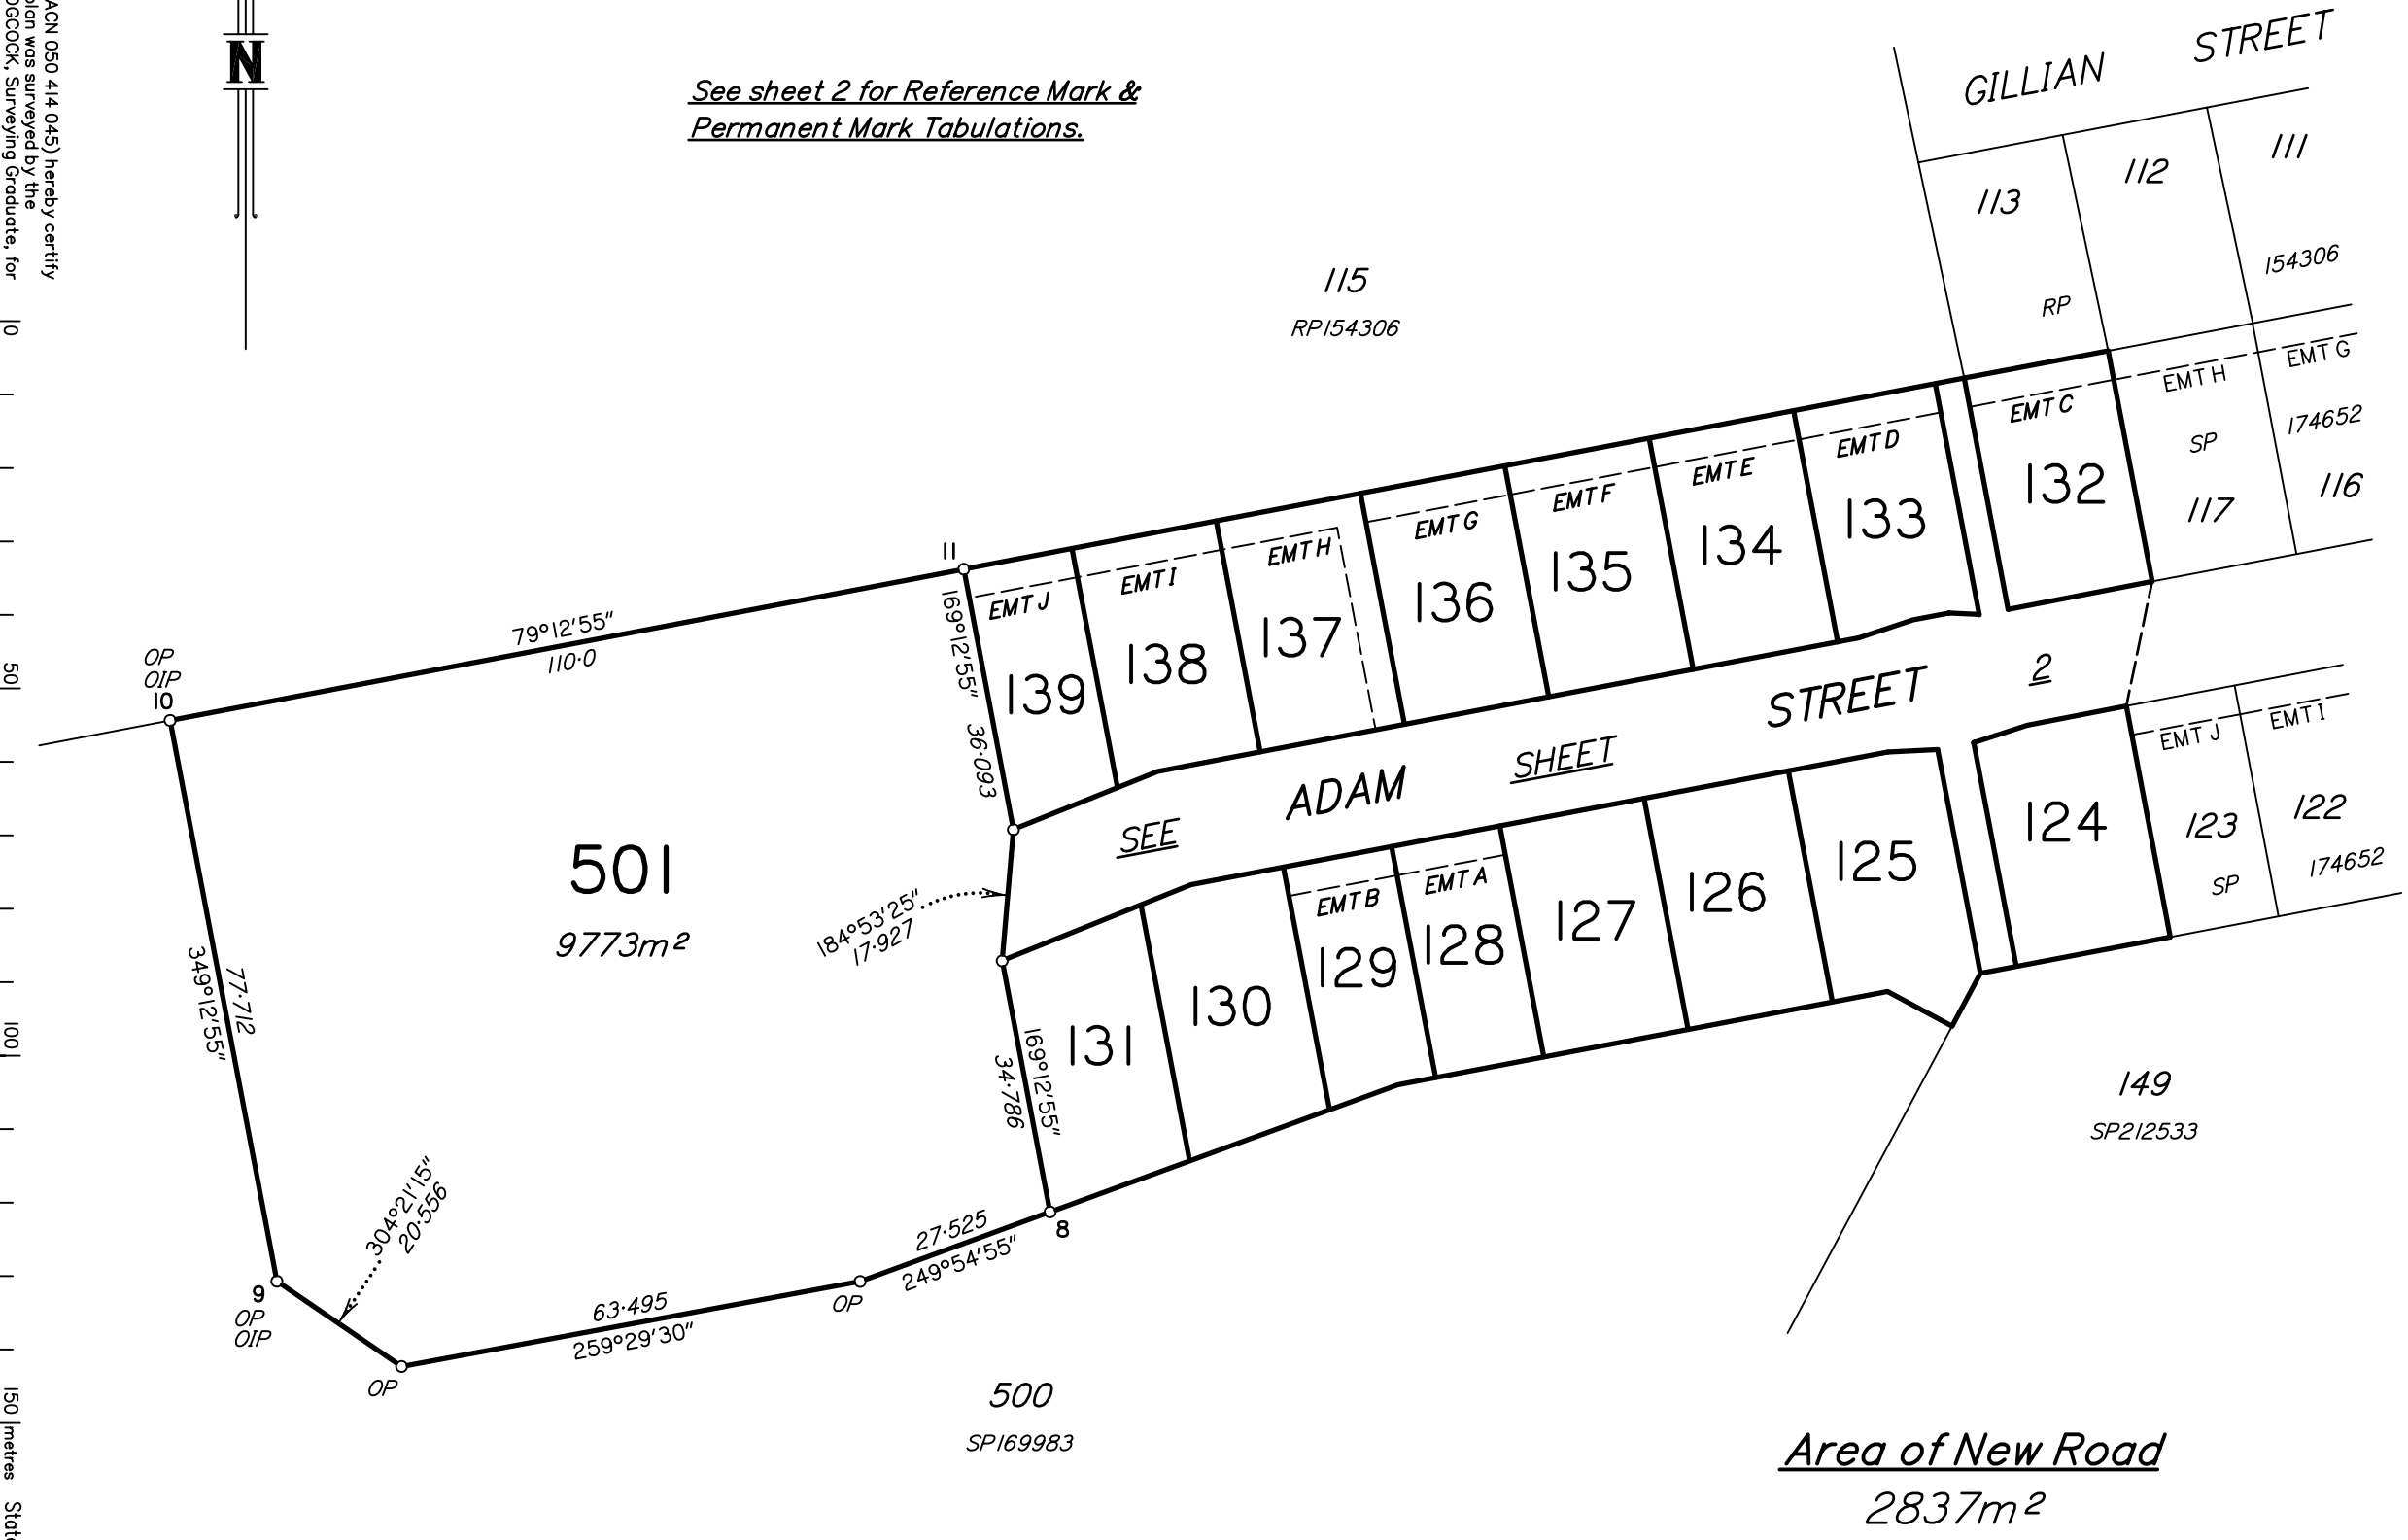 ACN 050 414 045) hereby certify
plan was surveyed by the
OGCOCK, Surveying Graduate, for
N
See sheet 2 for Reference Mark &
Permanent Mark Tabulations.
GILLIAN STREET
113
112
111
RP
154306
115
RP154306
EMT C
EMT H
EMT G
132
SP
174652
117
116
EMT J
EMT I
EMT H
EMT G
EMT F
EMT E
EMT D
139
138
137
136
135
134
133
11
79°12'55"
110·0
OP
OIP
10
169°12'55"
36·093
501
9773m²
SEE
ADAM
SHEET
STREET
2
184°53'25"
17·927
349°12'55"
77·712
131
130
EMT B
129
EMT A
128
127
126
125
124
EMT J
EMT I
123
122
SP
174652
169°12'55"
34·786
8
27·525
249°54'55"
OP
63·495
259°29'30"
304°21'15"
20·556
9
OP
OIP
OP
149
SP212533
500
SP169983
Area of New Road
2837m²
0
50
100
150 metres
State